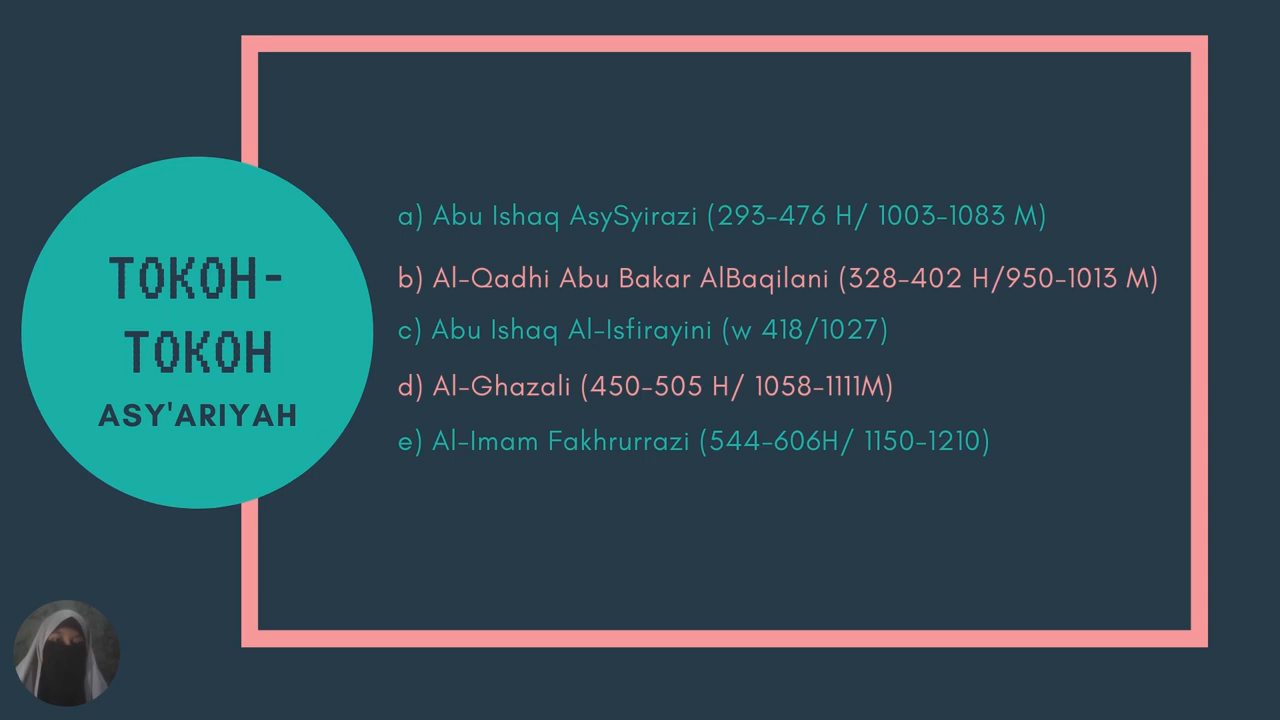 TOKOH-
TOKOH
ASY'ARIYAH
a) Abu Ishaq AsySyirazi (293-476 H/ 1003-1083 M)
b) Al-Qadhi Abu Bakar AlBaqilani (328-402 H/950-1013 M)
c) Abu Ishaq Al-Isfirayini (w 418/1027)
d) Al-Ghazali (450-505 H/ 1058-1111M)
e) Al-Imam Fakhrurrazi (544-606H/ 1150-1210)